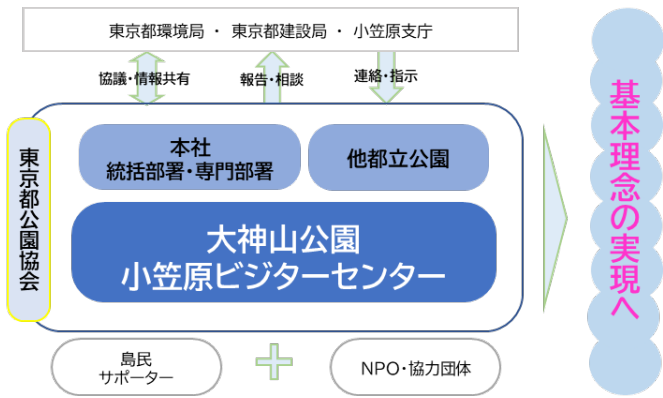 東京都環境局 ・ 東京都建設局 ・ 小笠原支庁
協議・情報共有
報告・相談
連絡・指示
東京都公園協会
本社
統括部署・専門部署
他都立公園
大神山公園
小笠原ビジターセンター
島民
サポーター
NPO・協力団体
基本理念の実現へ